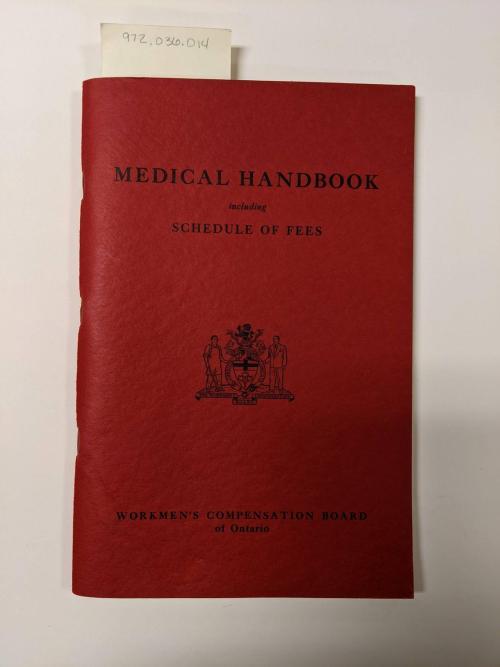 972.036.014
MEDICAL HANDBOOK
including
SCHEDULE OF FEES
WORKMEN'S COMPENSATION BOARD
of Ontario